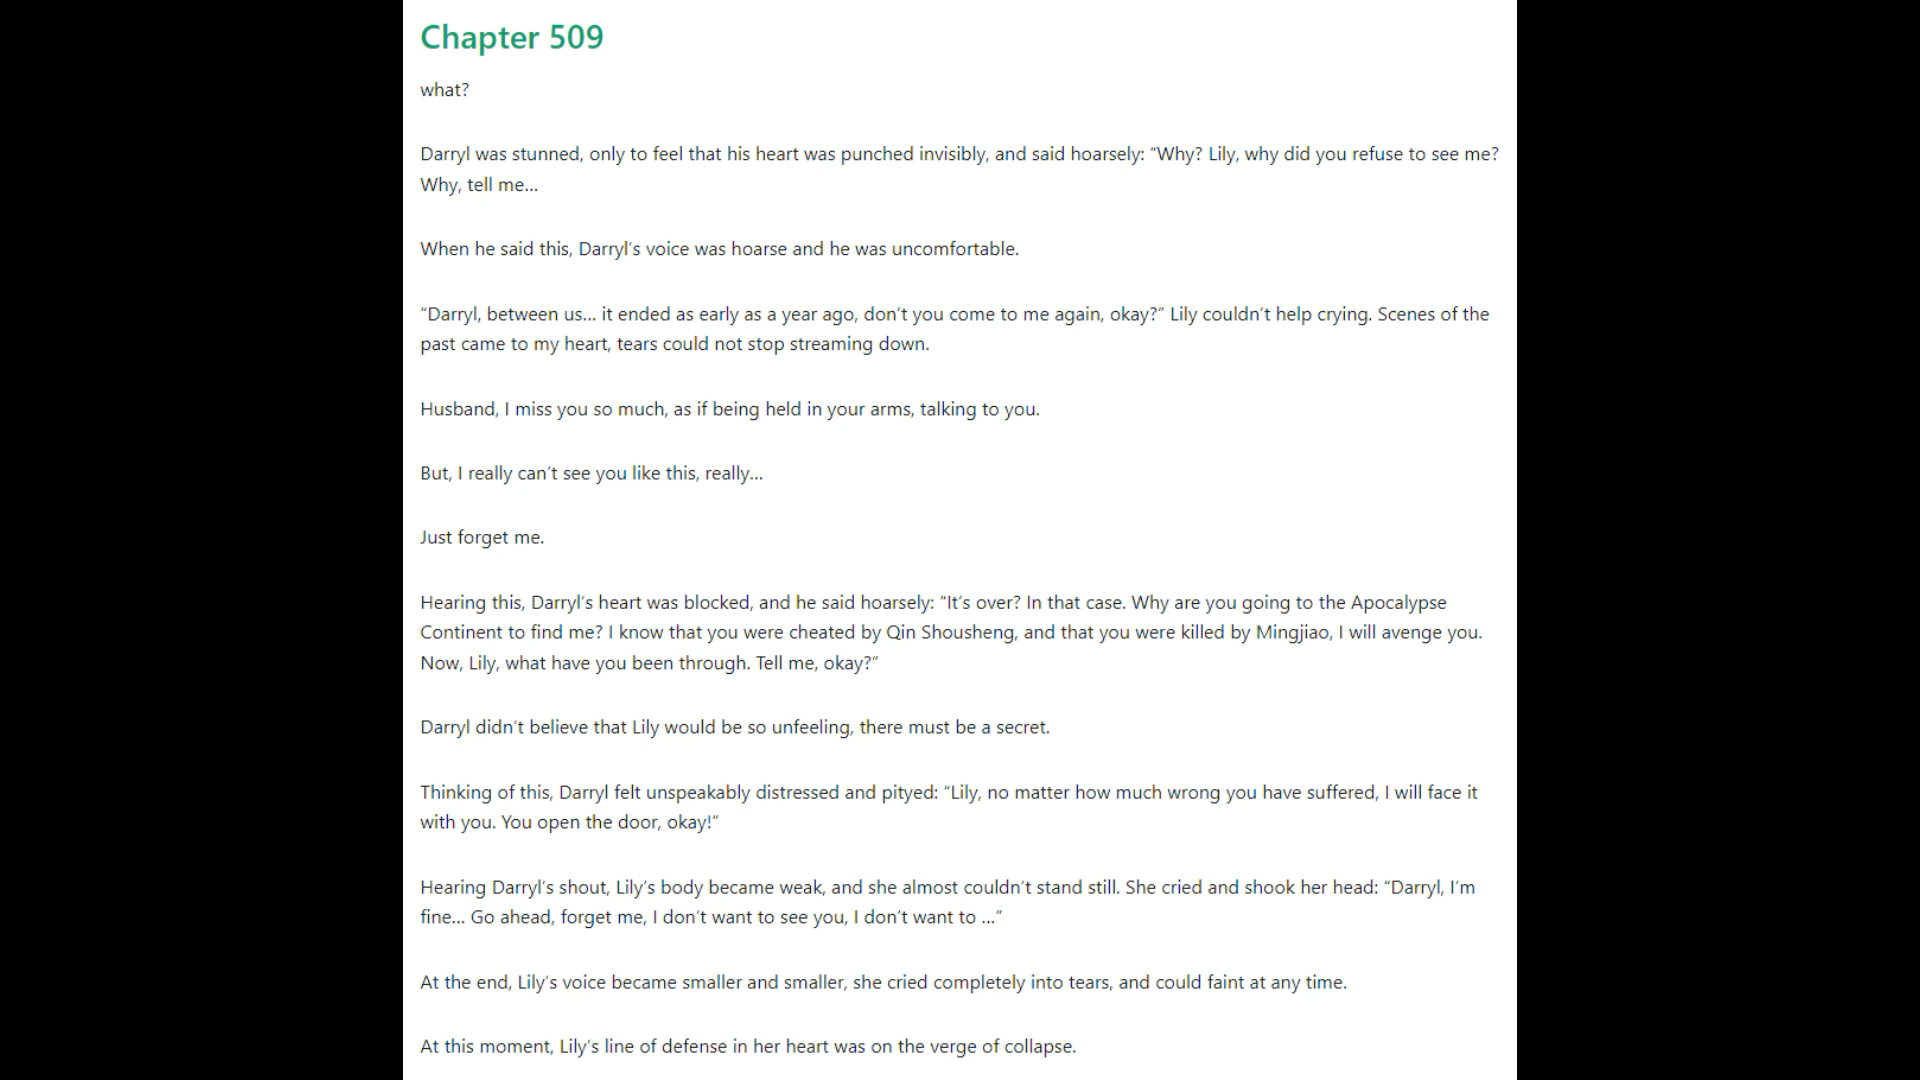 Chapter 509
what?
Darryl was stunned, only to feel that his heart was punched invisibly, and said hoarsely: “Why? Lily, why did you refuse to see me?
Why, tell me…
When he said this, Darryl’s voice was hoarse and he was uncomfortable.
“Darryl, between us… it ended as early as a year ago, don’t you come to me again, okay?” Lily couldn’t help crying. Scenes of the
past came to my heart, tears could not stop streaming down.
Husband, I miss you so much, as if being held in your arms, talking to you.
But, I really can’t see you like this, really…
Just forget me.
Hearing this, Darryl’s heart was blocked, and he said hoarsely: “It’s over? In that case. Why are you going to the Apocalypse
Continent to find me? I know that you were cheated by Qin Shousheng, and that you were killed by Mingjiao, I will avenge you.
Now, Lily, what have you been through. Tell me, okay?”
Darryl didn’t believe that Lily would be so unfeeling, there must be a secret.
Thinking of this, Darryl felt unspeakably distressed and pityed: “Lily, no matter how much wrong you have suffered, I will face it
with you. You open the door, okay!”
Hearing Darryl’s shout, Lily’s body became weak, and she almost couldn’t stand still. She cried and shook her head: “Darryl, I’m
fine… Go ahead, forget me, I don’t want to see you, I don’t want to …”
At the end, Lily’s voice became smaller and smaller, she cried completely into tears, and could faint at any time.
At this moment, Lily’s line of defense in her heart was on the verge of collapse.